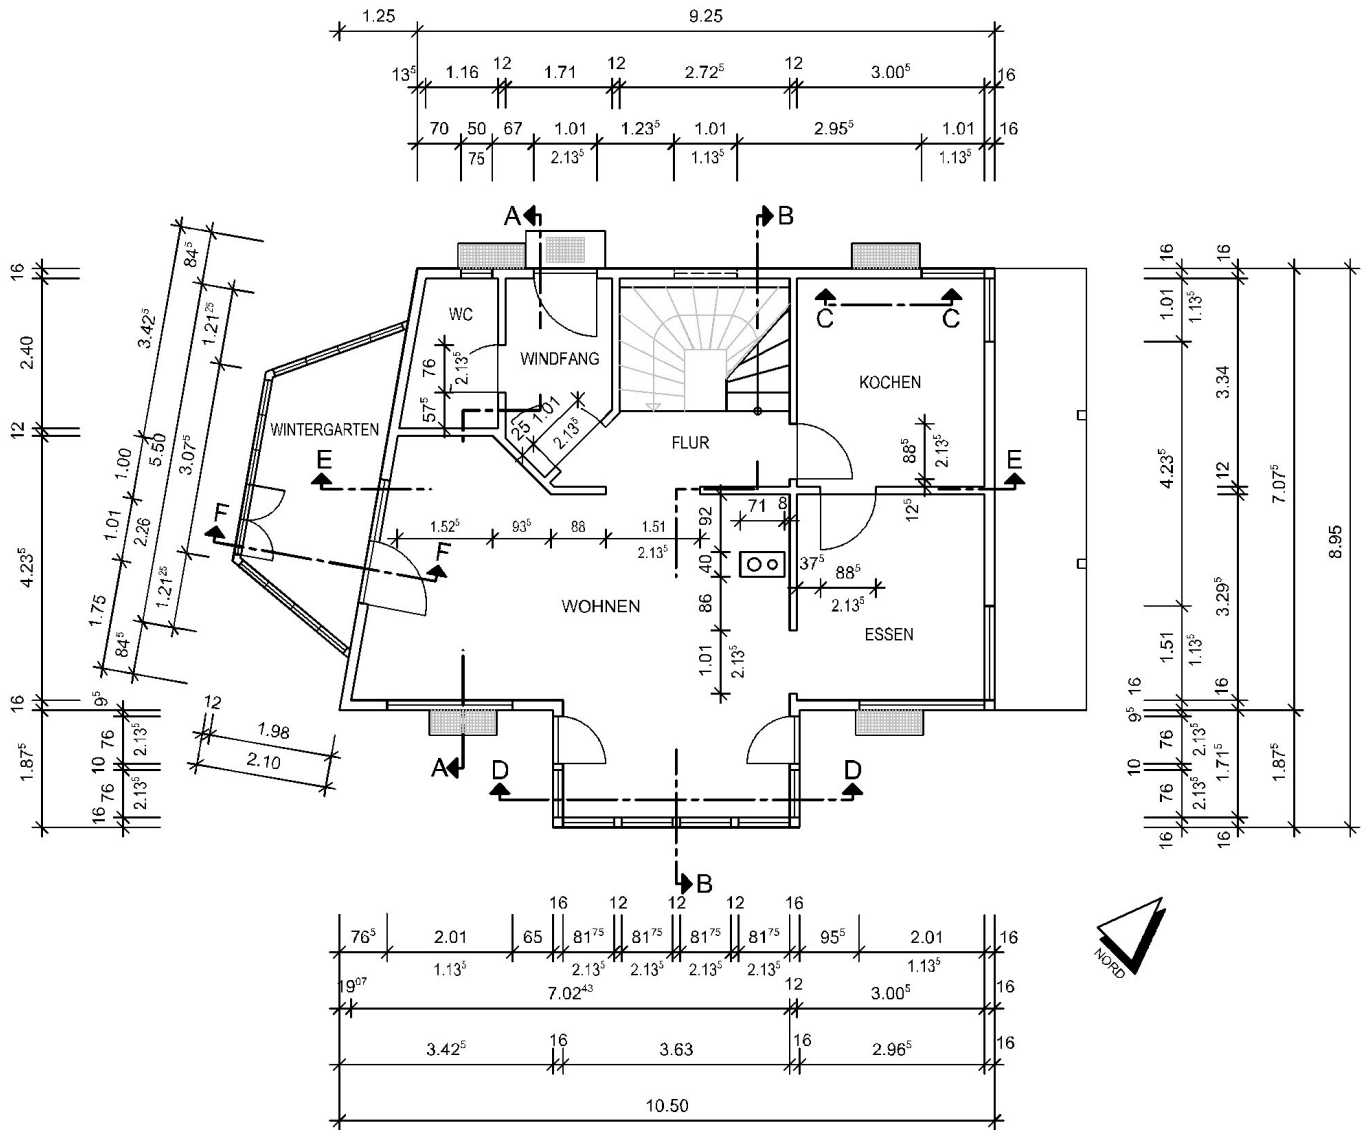 1.25 9.25
13⁵ 1.16 12 1.71 12 2.72⁵ 12 3.00⁵ 16
70 50 67 1.01 1.23⁵ 1.01 2.95⁵ 1.01 16
75 2.13⁵ 1.13⁵ 1.13⁵
A B
16 2.40 12 4.23⁵ 16 1.87⁵
9⁵ 76 10 76 16
2.13⁵ 2.13⁵
84⁵ 3.42⁵ 1.21²⁵
1.00 5.50 3.07⁵
1.01 2.26
1.75 84⁵ 1.21²⁵
12 1.98
2.10
WC
WINDFANG
76 2.13⁵
57⁵
25 1.01
2.13⁵
C C
KOCHEN
WINTERGARTEN
FLUR
88⁵ 2.13⁵
12⁵
E E
F F
1.52⁵ 93⁵ 88 1.51
2.13⁵
92 71 8
40
86
1.01 2.13⁵
37⁵ 88⁵
2.13⁵
WOHNEN
ESSEN
A
D D
B
16 1.01 1.13⁵ 4.23⁵ 1.51 1.13⁵ 16
9⁵ 76 2.13⁵ 10 76 2.13⁵ 16
16 3.34 12 3.29⁵ 16 1.71⁵ 16
7.07⁵ 1.87⁵
8.95
NORD
16 12 12 12 16
76⁵ 2.01 65 81⁷⁵ 81⁷⁵ 81⁷⁵ 81⁷⁵ 95⁵ 2.01 16
1.13⁵ 2.13⁵ 2.13⁵ 2.13⁵ 2.13⁵ 1.13⁵
19⁰⁷ 7.02⁴³ 12 3.00⁵ 16
3.42⁵ 16 3.63 16 2.96⁵ 16
10.50